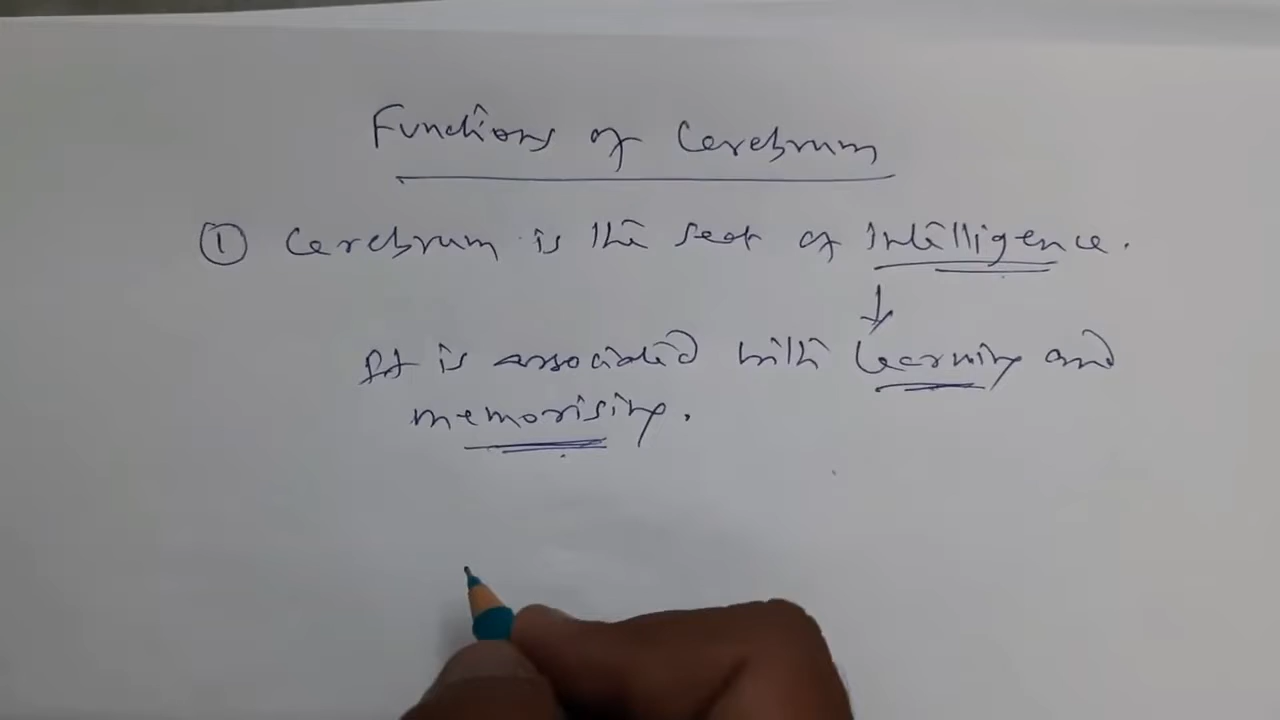 Functions of Cerebrum
① Cerebrum is the seat of Intelligence.
↓
It is associated with learning and
memorising.